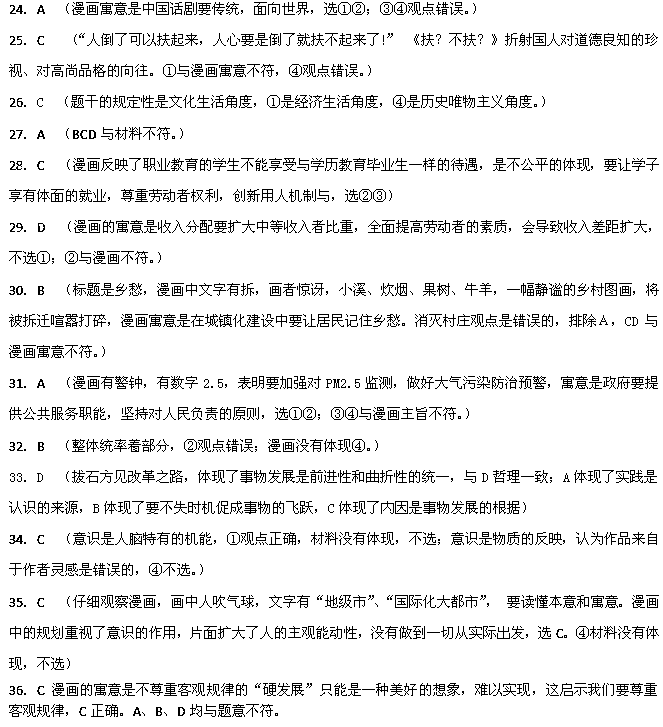 24. A （漫画寓意是中国话剧要传统，面向世界，选①②；③④观点错误。）
25. C （“人倒了可以扶起来，人心要是倒了就扶不起来了!” 《扶？不扶？》折射国人对道德良知的珍
视、对高尚品格的向往。①与漫画寓意不符，④观点错误。）
26. C （题干的规定性是文化生活角度，①是经济生活角度，④是历史唯物主义角度。）
27. A （BCD 与材料不符。）
28. C （漫画反映了职业教育的学生不能享受与学历教育毕业生一样的待遇，是不公平的体现，要让学子
享有体面的就业，尊重劳动者权利，创新用人机制与，选②③）
29. D （漫画的寓意是收入分配要扩大中等收入者比重，全面提高劳动者的素质，会导致收入差距扩大，
不选①；②与漫画不符。）
30. B （标题是乡愁，漫画中文字有拆，画者惊讶，小溪、炊烟、果树、牛羊，一幅静谧的乡村图画，将
被拆迁喧嚣打碎，漫画寓意是在城镇化建设中要让居民记住乡愁。消灭村庄观点是错误的，排除A，CD 与
漫画寓意不符。）
31. A （漫画有警钟，有数字 2.5，表明要加强对 PM2.5 监测，做好大气污染防治预警，寓意是政府要提
供公共服务职能，坚持对人民负责的原则，选①②；③④与漫画主旨不符。）
32. B （整体统率着部分，②观点错误；漫画没有体现④。）
33. D （拔石方见改革之路，体现了事物发展是前进性和曲折性的统一，与 D 哲理一致；A 体现了实践是
认识的来源，B 体现了要不失时机促成事物的飞跃，C 体现了内因是事物发展的根据）
34. C （意识是人脑特有的机能，①观点正确，材料没有体现，不选；意识是物质的反映，认为作品来自
于作者灵感是错误的，④不选。）
35. C （仔细观察漫画，画中人吹气球，文字有“地级市”、“国际化大都市”， 要读懂本意和寓意。漫画
中的规划重视了意识的作用，片面扩大了人的主观能动性，没有做到一切从实际出发，选 C。④材料没有体
现，不选）
36. C 漫画的寓意是不尊重客观规律的“硬发展”只能是一种美好的想象，难以实现，这启示我们要尊重
客观规律，C 正确。A、B、D 均与题意不符。